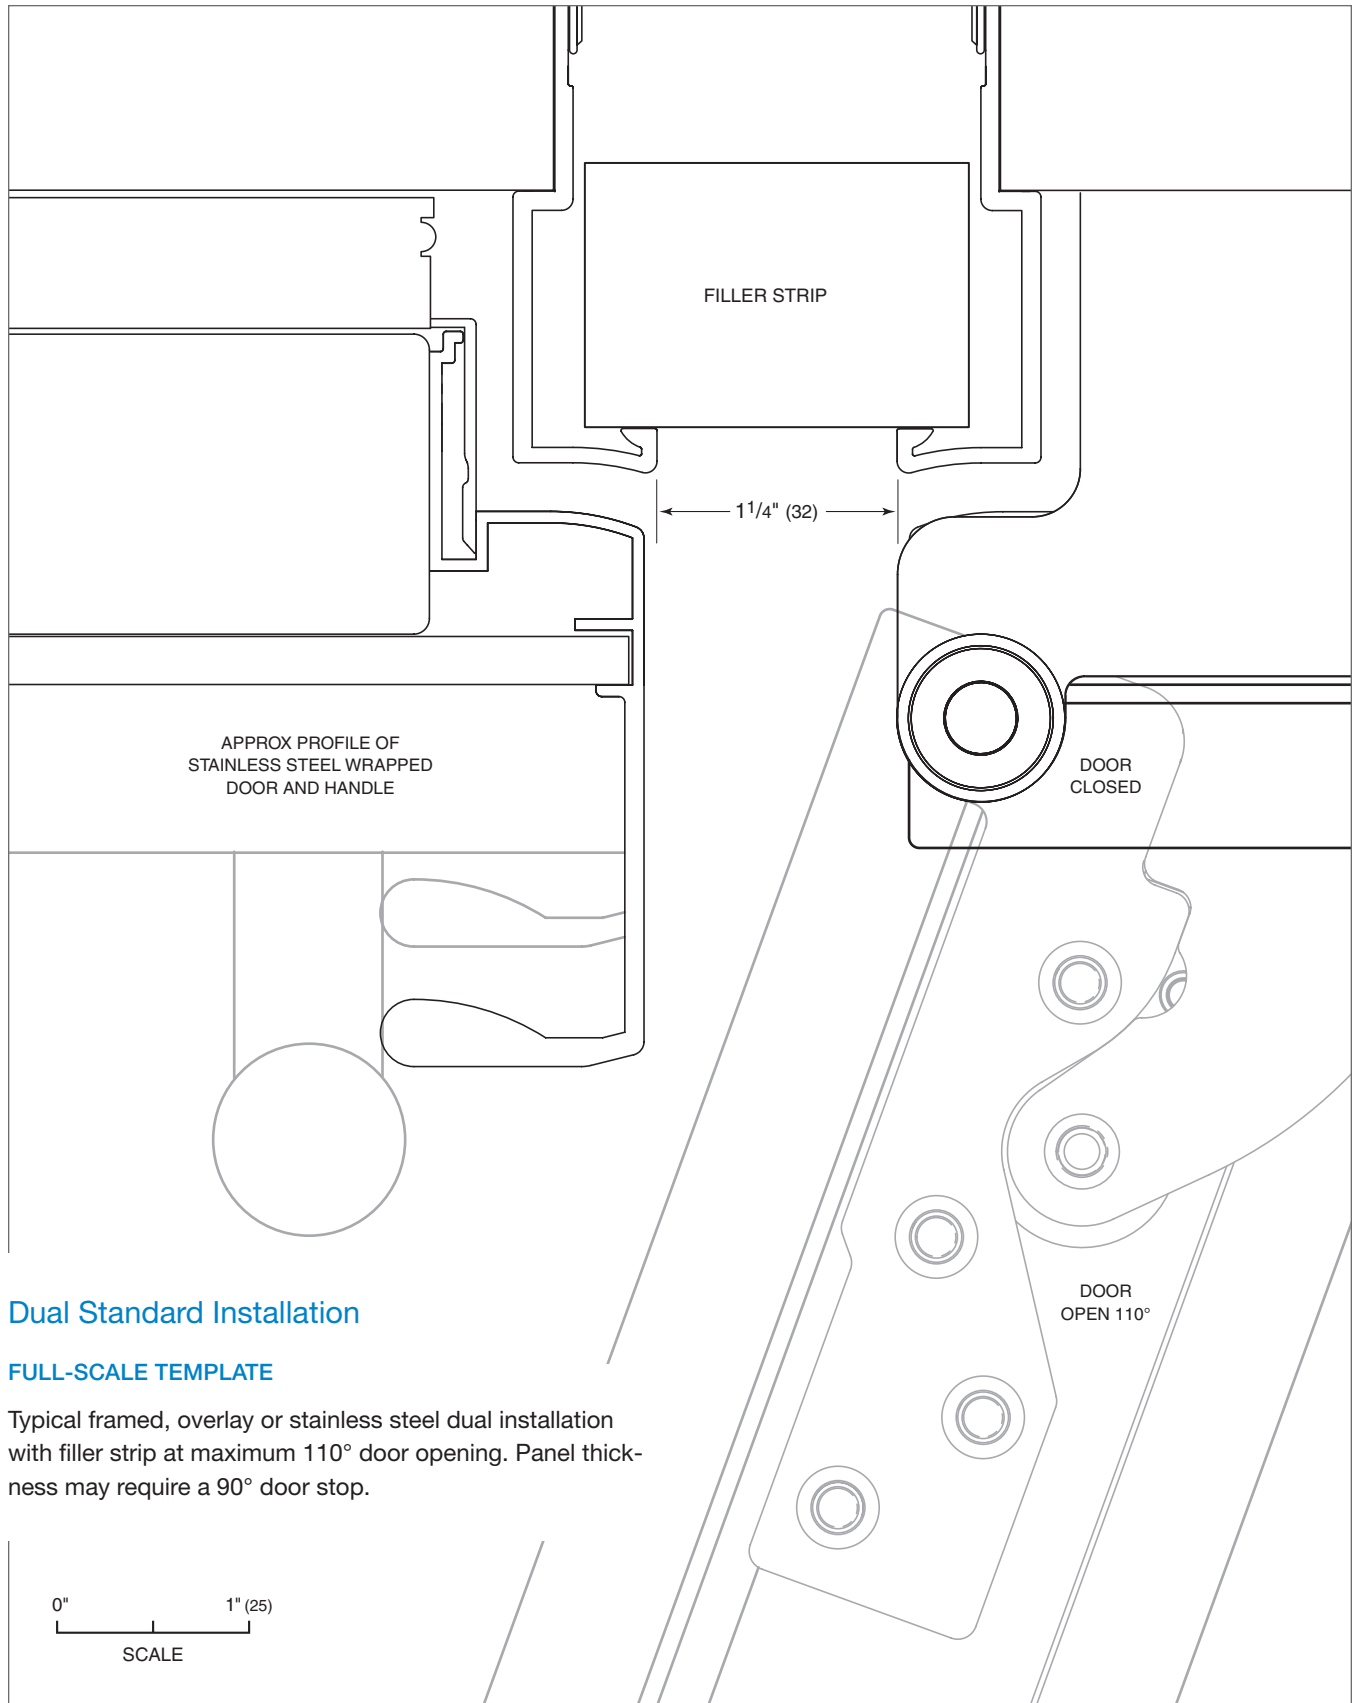 FILLER STRIP
1 1/4" (32)
APPROX PROFILE OF
STAINLESS STEEL WRAPPED
DOOR AND HANDLE
DOOR
CLOSED
DOOR
OPEN 110°
Dual Standard Installation
FULL-SCALE TEMPLATE
Typical framed, overlay or stainless steel dual installation
with filler strip at maximum 110° door opening. Panel thick-
ness may require a 90° door stop.
0" 1" (25)
SCALE